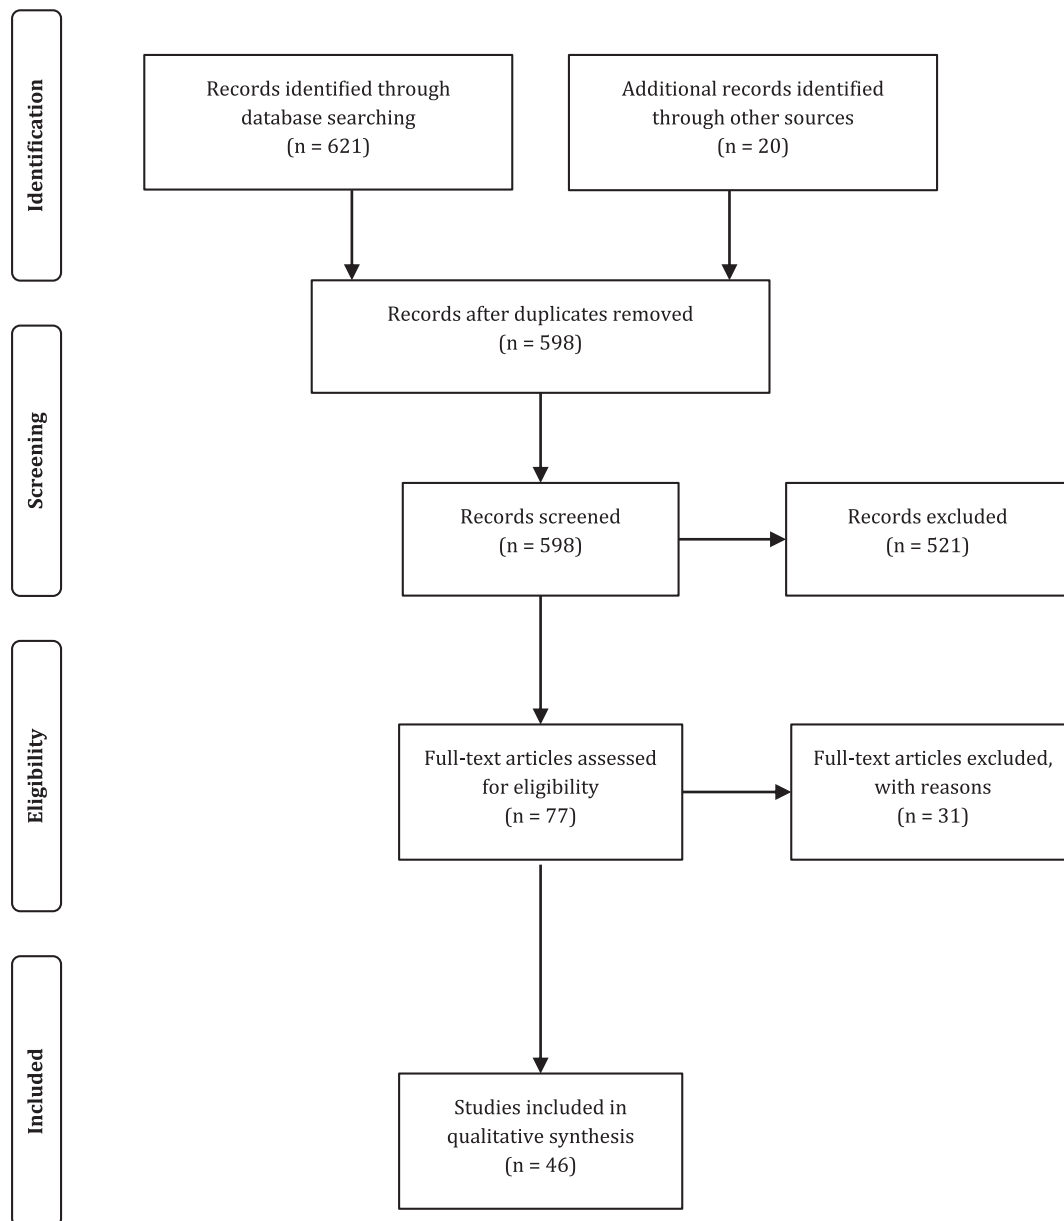 Identification
Records identified through
database searching
(n = 621)
Additional records identified
through other sources
(n = 20)
Records after duplicates removed
(n = 598)
Screening
Records screened
(n = 598)
Records excluded
(n = 521)
Eligibility
Full-text articles assessed
for eligibility
(n = 77)
Full-text articles excluded,
with reasons
(n = 31)
Included
Studies included in
qualitative synthesis
(n = 46)